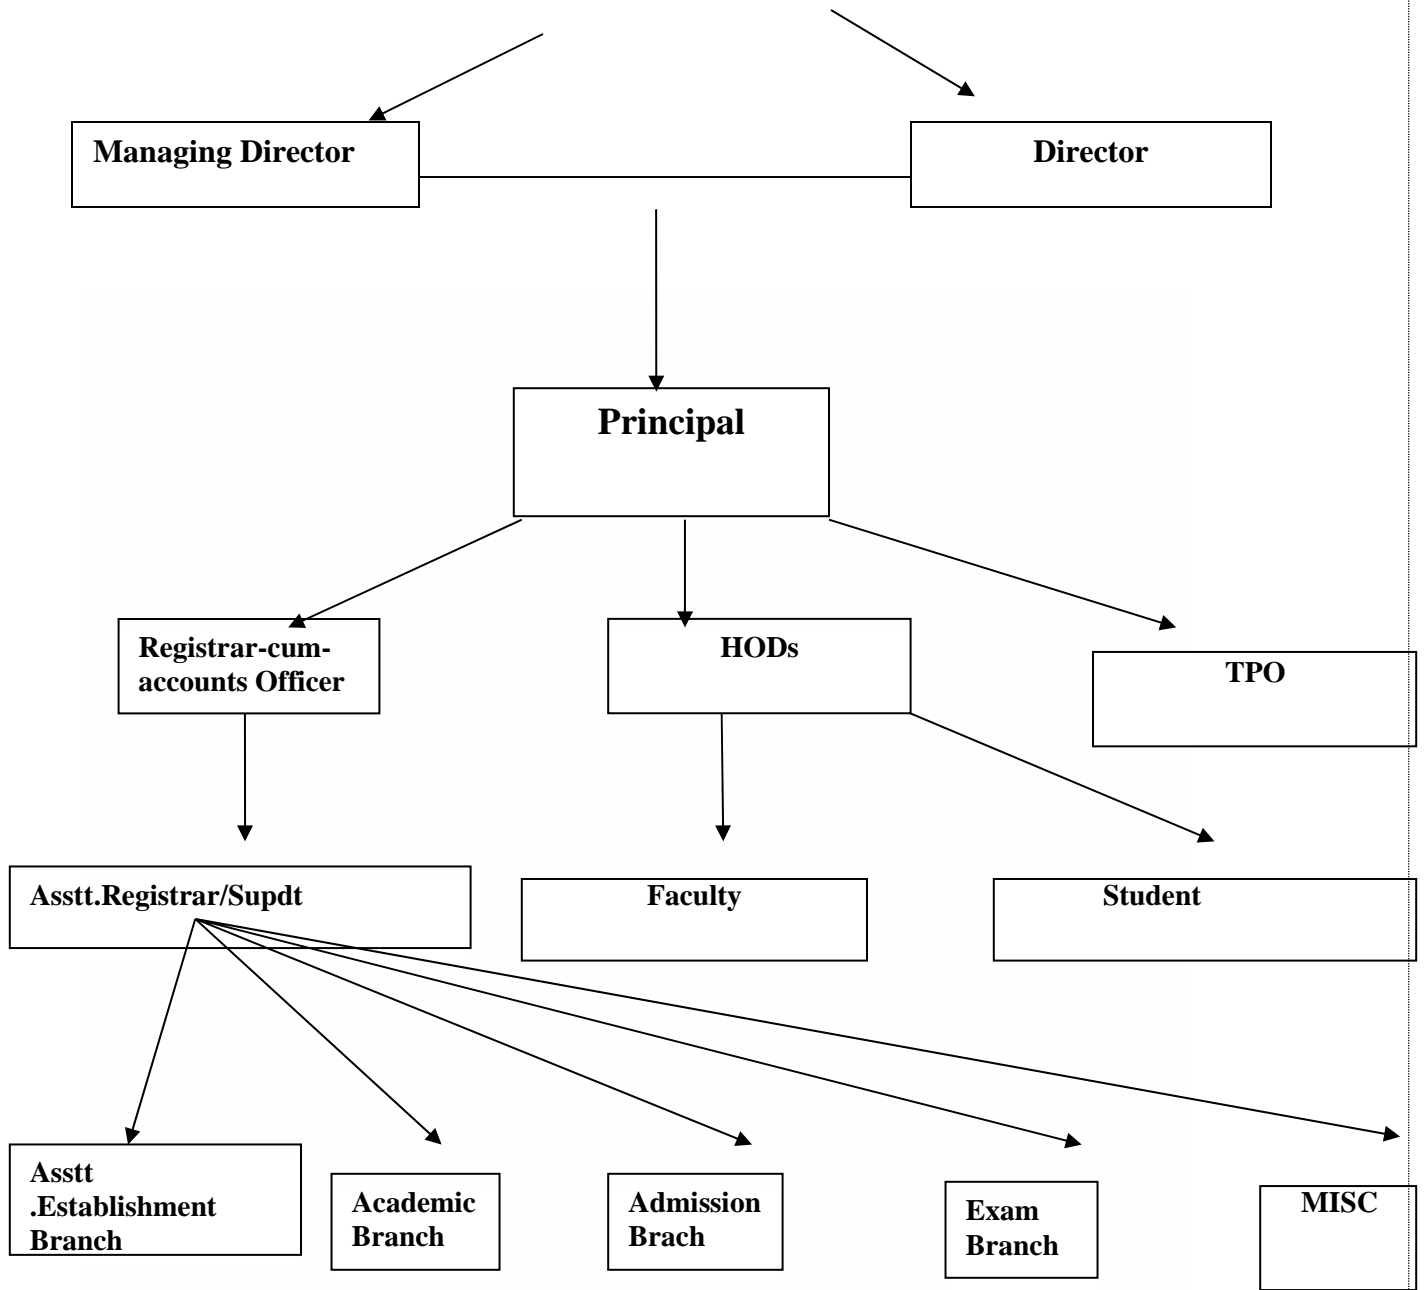 Managing Director
Director
Principal
Registrar-cum-
accounts Officer
HODs
TPO
Asstt.Registrar/Supdt
Faculty
Student
Asstt
.Establishment
Branch
Academic
Branch
Admission
Brach
Exam
Branch
MISC